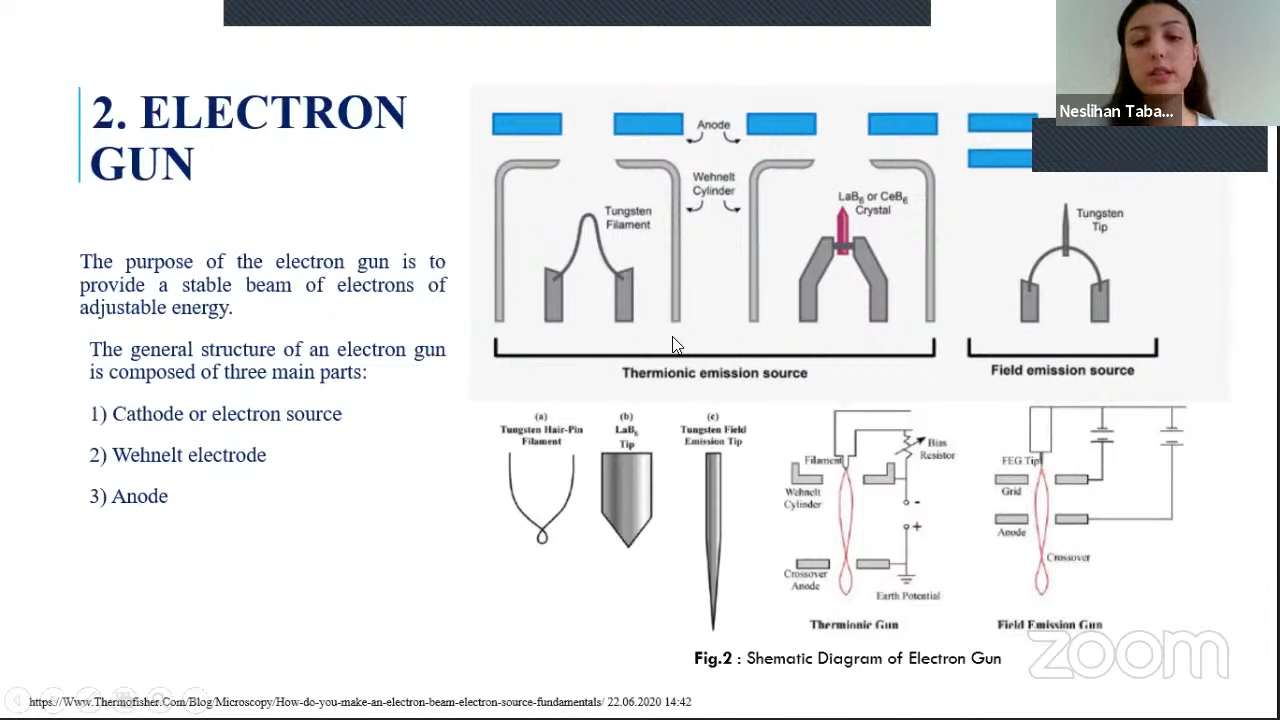 2. ELECTRON
GUN
The purpose of the electron gun is to
provide a stable beam of electrons of
adjustable energy.
The general structure of an electron gun
is composed of three main parts:
1) Cathode or electron source
2) Wehnelt electrode
3) Anode
Neslihan Taba...
Anode
Wehnelt
Cylinder
Tungsten
Filament
LaB6 or CeB6
Crystal
Tungsten
Tip
Thermionic emission source
Field emission source
(a)
Tungsten Hair-Pin
Filament
(b)
LaB6
Tip
(c)
Tungsten Field
Emission Tip
Filament
Bias
Resistor
Wehnelt
Cylinder
-
+
Crossover
Anode
Earth Potential
Thermionic Gun
FEG Tip
Grid
Anode
Crossover
Field Emission Gun
Fig.2 : Shematic Diagram of Electron Gun
zoom
https://Www.Thermofisher.Com/Blog/Microscopy/How-do-you-make-an-electron-beam-electron-source-fundamentals/ 22.06.2020 14:42